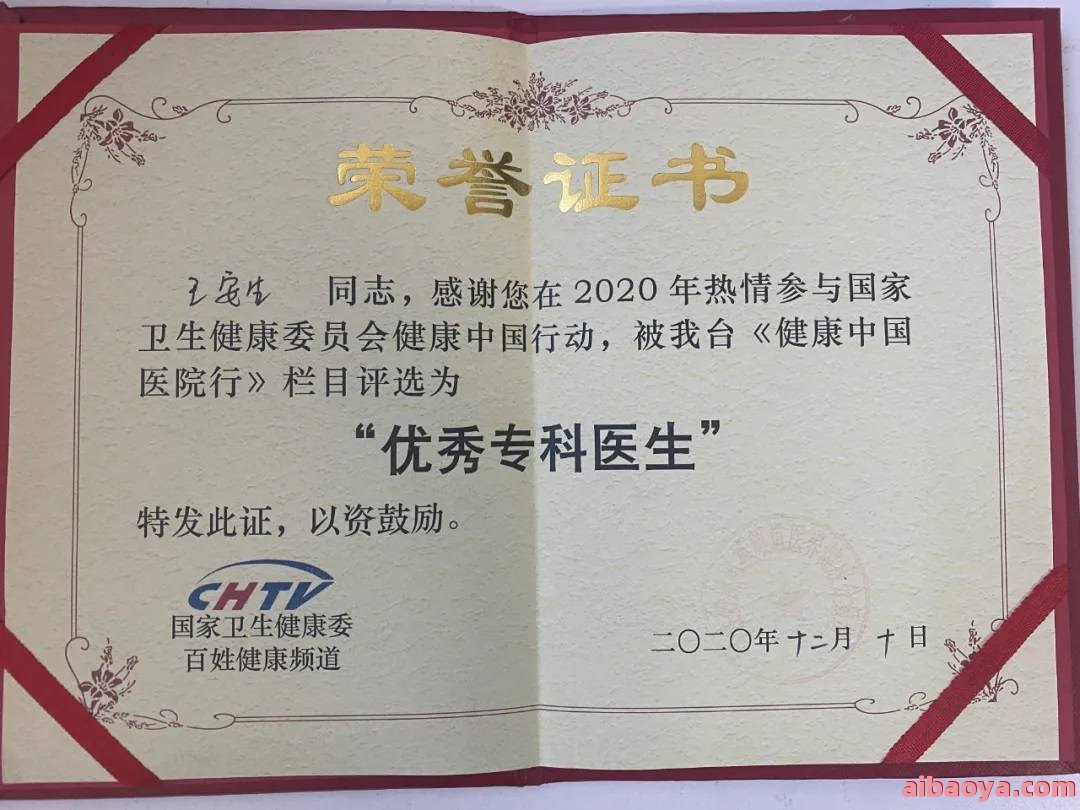 荣誉证书
王安生 同志，感谢您在2020年热情参与国家
卫生健康委员会健康中国行动，被我台《健康中国
医院行》栏目评选为
“优秀专科医生”
特发此证，以资鼓励。
CHTV
国家卫生健康委
百姓健康频道
二〇二〇年十二月十日
aibaoya.com